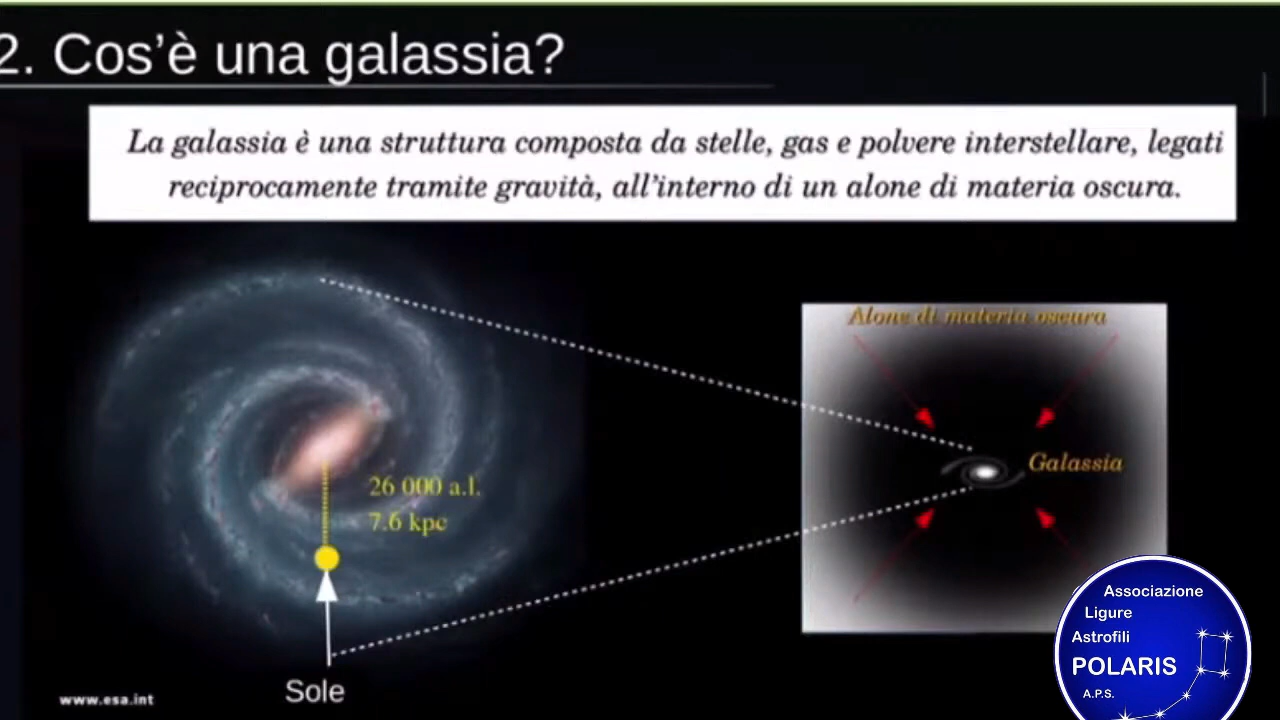 2. Cos'è una galassia?
La galassia è una struttura composta da stelle, gas e polvere interstellare, legati
reciprocamente tramite gravità, all'interno di un alone di materia oscura.
Alone di materia oscura
Galassia
26 000 a.l.
7.6 kpc
Sole
www.esa.int
Associazione
Ligure
Astrofili
POLARIS
A.P.S.